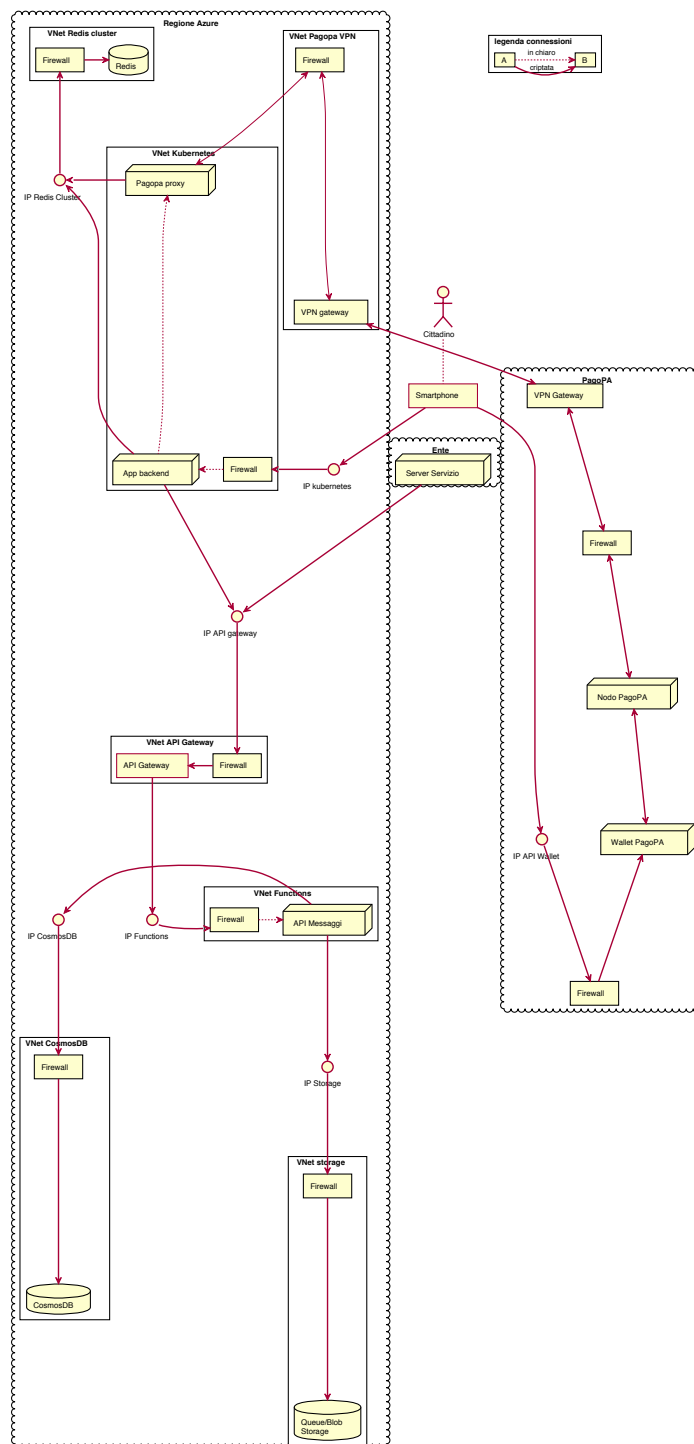 Regione Azure
VNet Redis cluster
Firewall
Redis
VNet Pagopa VPN
Firewall
legenda connessioni
A
in chiaro
criptata
B
VNet Kubernetes
Pagopa proxy
IP Redis Cluster
VPN gateway
Cittadino
PagoPA
Smartphone
VPN Gateway
Ente
Server Servizio
App backend
Firewall
IP kubernetes
Firewall
IP API gateway
Nodo PagoPA
VNet API Gateway
API Gateway
Firewall
Wallet PagoPA
IP API Wallet
VNet Functions
Firewall
API Messaggi
IP CosmosDB
IP Functions
Firewall
VNet CosmosDB
Firewall
IP Storage
VNet storage
Firewall
CosmosDB
Queue/Blob
Storage